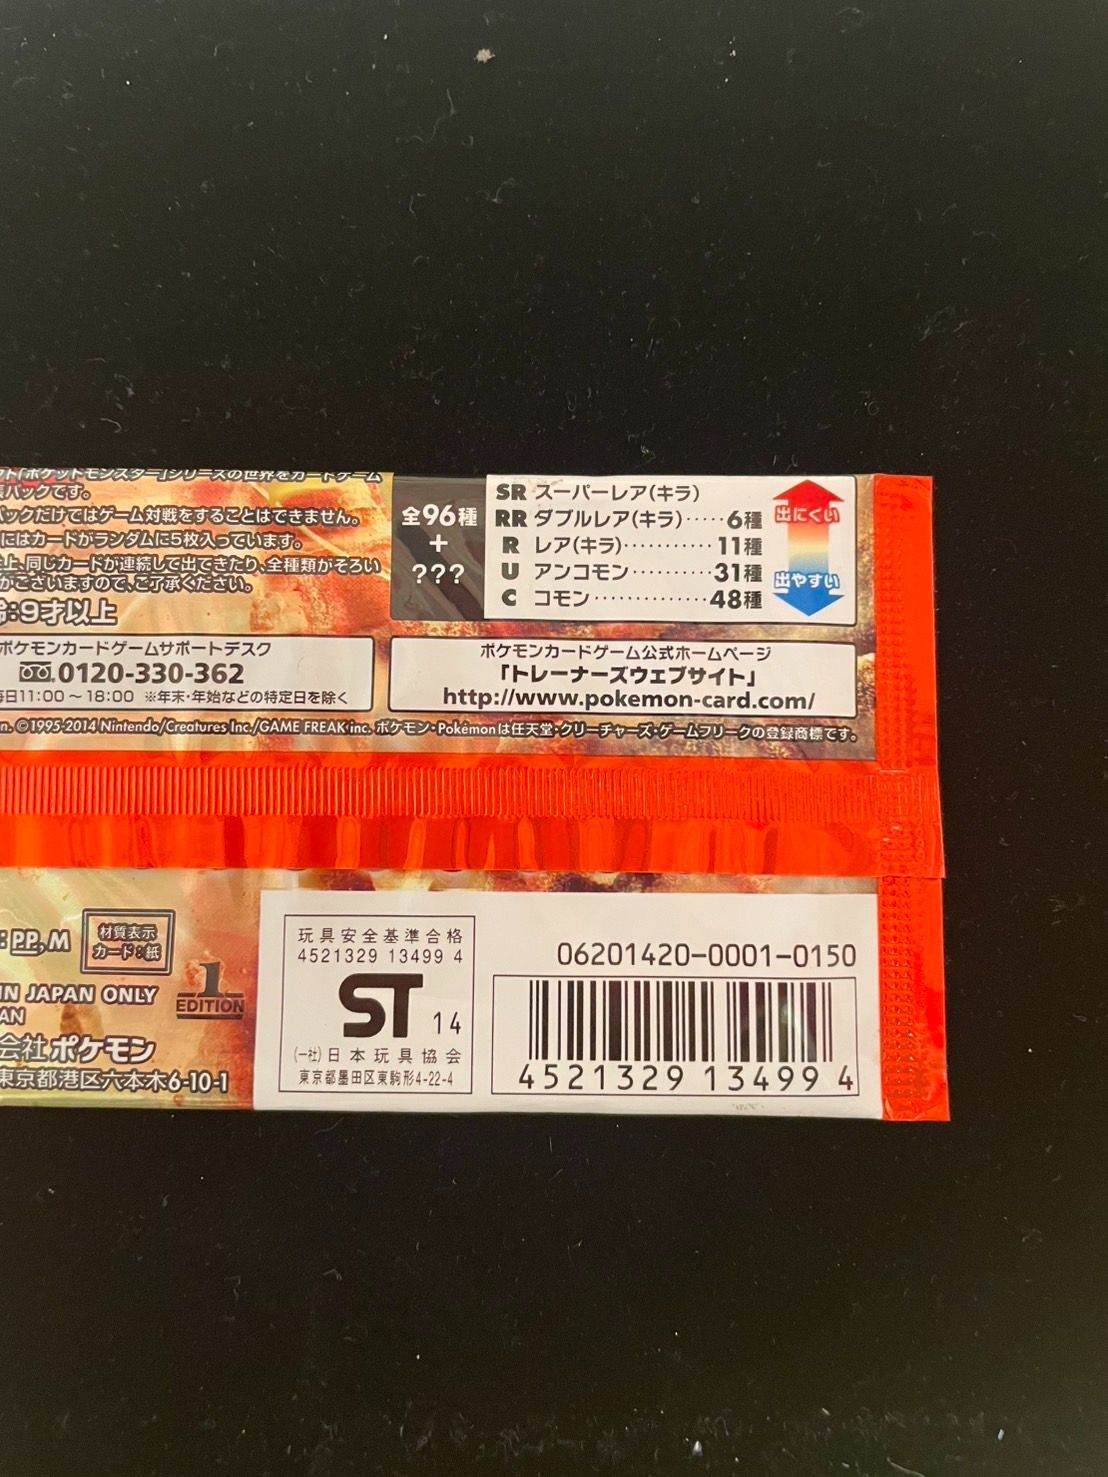 ト「ポケットモンスター」シリーズの世界をカードゲーム
パックです。
パックだけではゲーム対戦をすることはできません。
にはカードがランダムに5枚入っています。
上、同じカードが連続して出てきたり、全種類がそろい
がございますので、ご了承ください。
齢:9才以上
全96種
+
???
SR スーパーレア(キラ)
RR ダブルレア(キラ)·····6種
R レア(キラ)···········11種
U アンコモン···········31種
C コモン··············48種
出にくい
出やすい
ポケモンカードゲームサポートデスク
0120-330-362
毎日11:00~18:00 ※年末・年始などの特定日を除く
ポケモンカードゲーム公式ホームページ
「トレーナーズウェブサイト」
http://www.pokemon-card.com/
n. ©1995-2014 Nintendo/Creatures Inc./GAME FREAK inc. ポケモン・Pokémonは任天堂・クリーチャーズ・ゲームフリークの登録商標です。
:PP,M
材質表示
カード:紙
IN JAPAN ONLY
AN
1
EDITION
会社 ポケモン
東京都港区六本木6-10-1
玩具安全基準合格
4521329 13499 4
ST 14
(一社)日本玩具協会
東京都墨田区東駒形4-22-4
06201420-0001-0150
4521329 134994